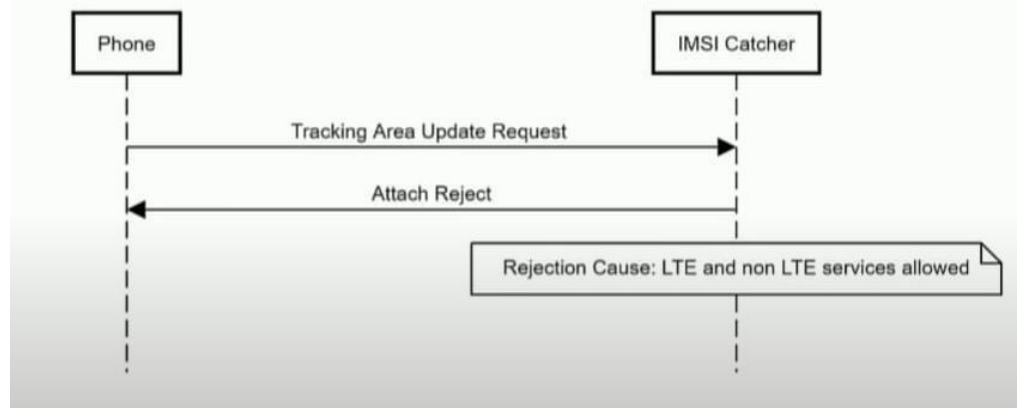 Phone
IMSI Catcher
Tracking Area Update Request
Attach Reject
Rejection Cause: LTE and non LTE services allowed